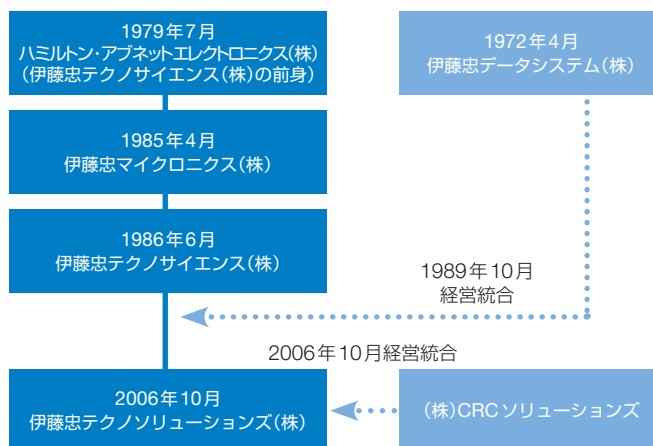 1979年7月
ハミルトン・アブネットエレクトロニクス(株)
(伊藤忠テクノサイエンス(株)の前身)
1972年4月
伊藤忠データシステム(株)
1985年4月
伊藤忠マイクロニクス(株)
1986年6月
伊藤忠テクノサイエンス(株)
1989年10月
経営統合
2006年10月経営統合
2006年10月
伊藤忠テクノソリューションズ(株)
(株)CRCソリューションズ